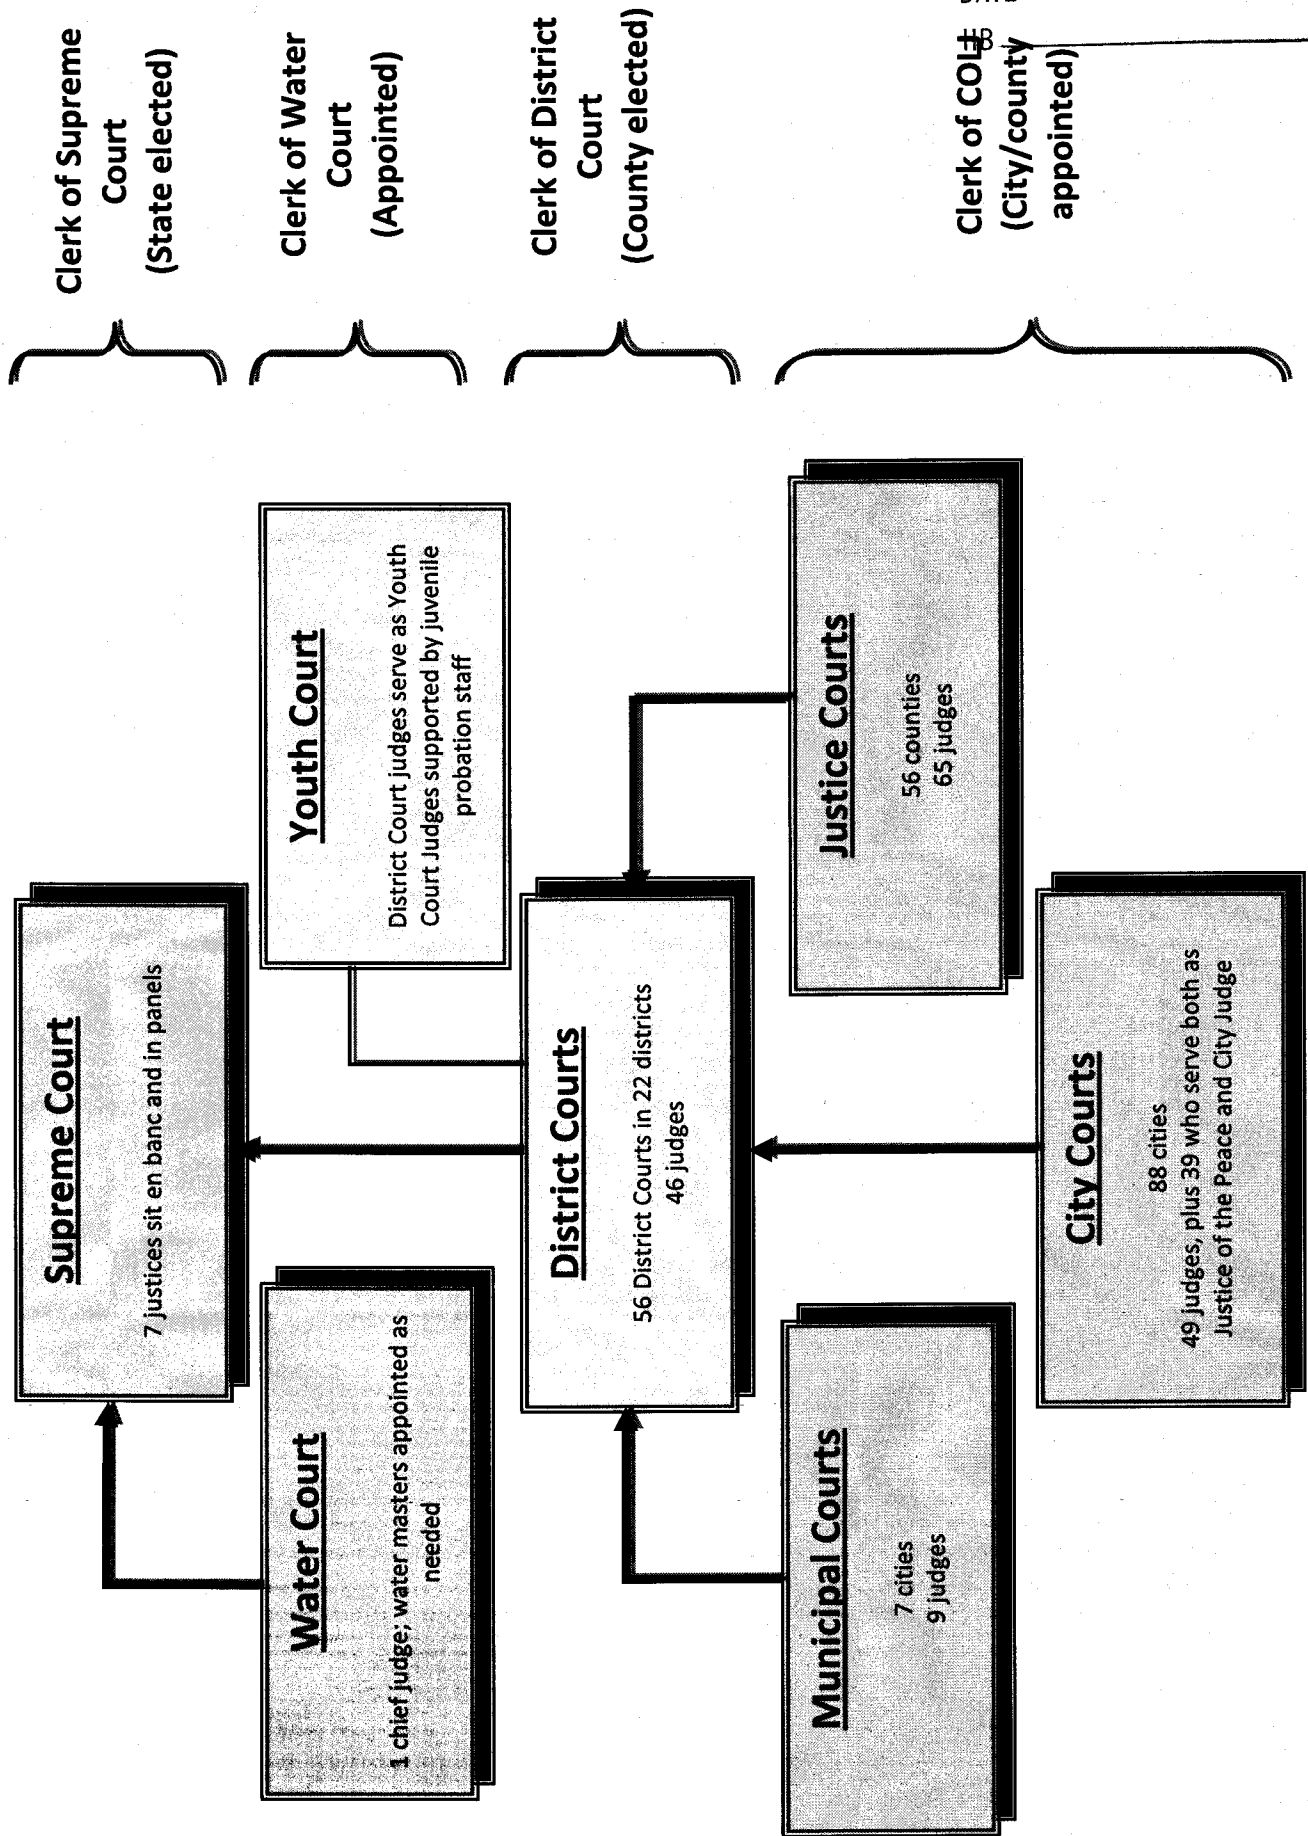 Supreme Court
7 justices sit en banc and in panels
Clerk of Supreme
Court
(State elected)
Water Court
1 chief judge; water masters appointed as
needed
Youth Court
District Court judges serve as Youth
Court Judges supported by juvenile
probation staff
Clerk of Water
Court
(Appointed)
District Courts
56 District Courts in 22 districts
46 judges
Clerk of District
Court
(County elected)
Municipal Courts
7 cities
9 judges
Justice Courts
56 counties
65 judges
City Courts
88 cities
49 judges, plus 39 who serve both as
Justice of the Peace and City Judge
Clerk of COLJ
(City/county
appointed)
HB